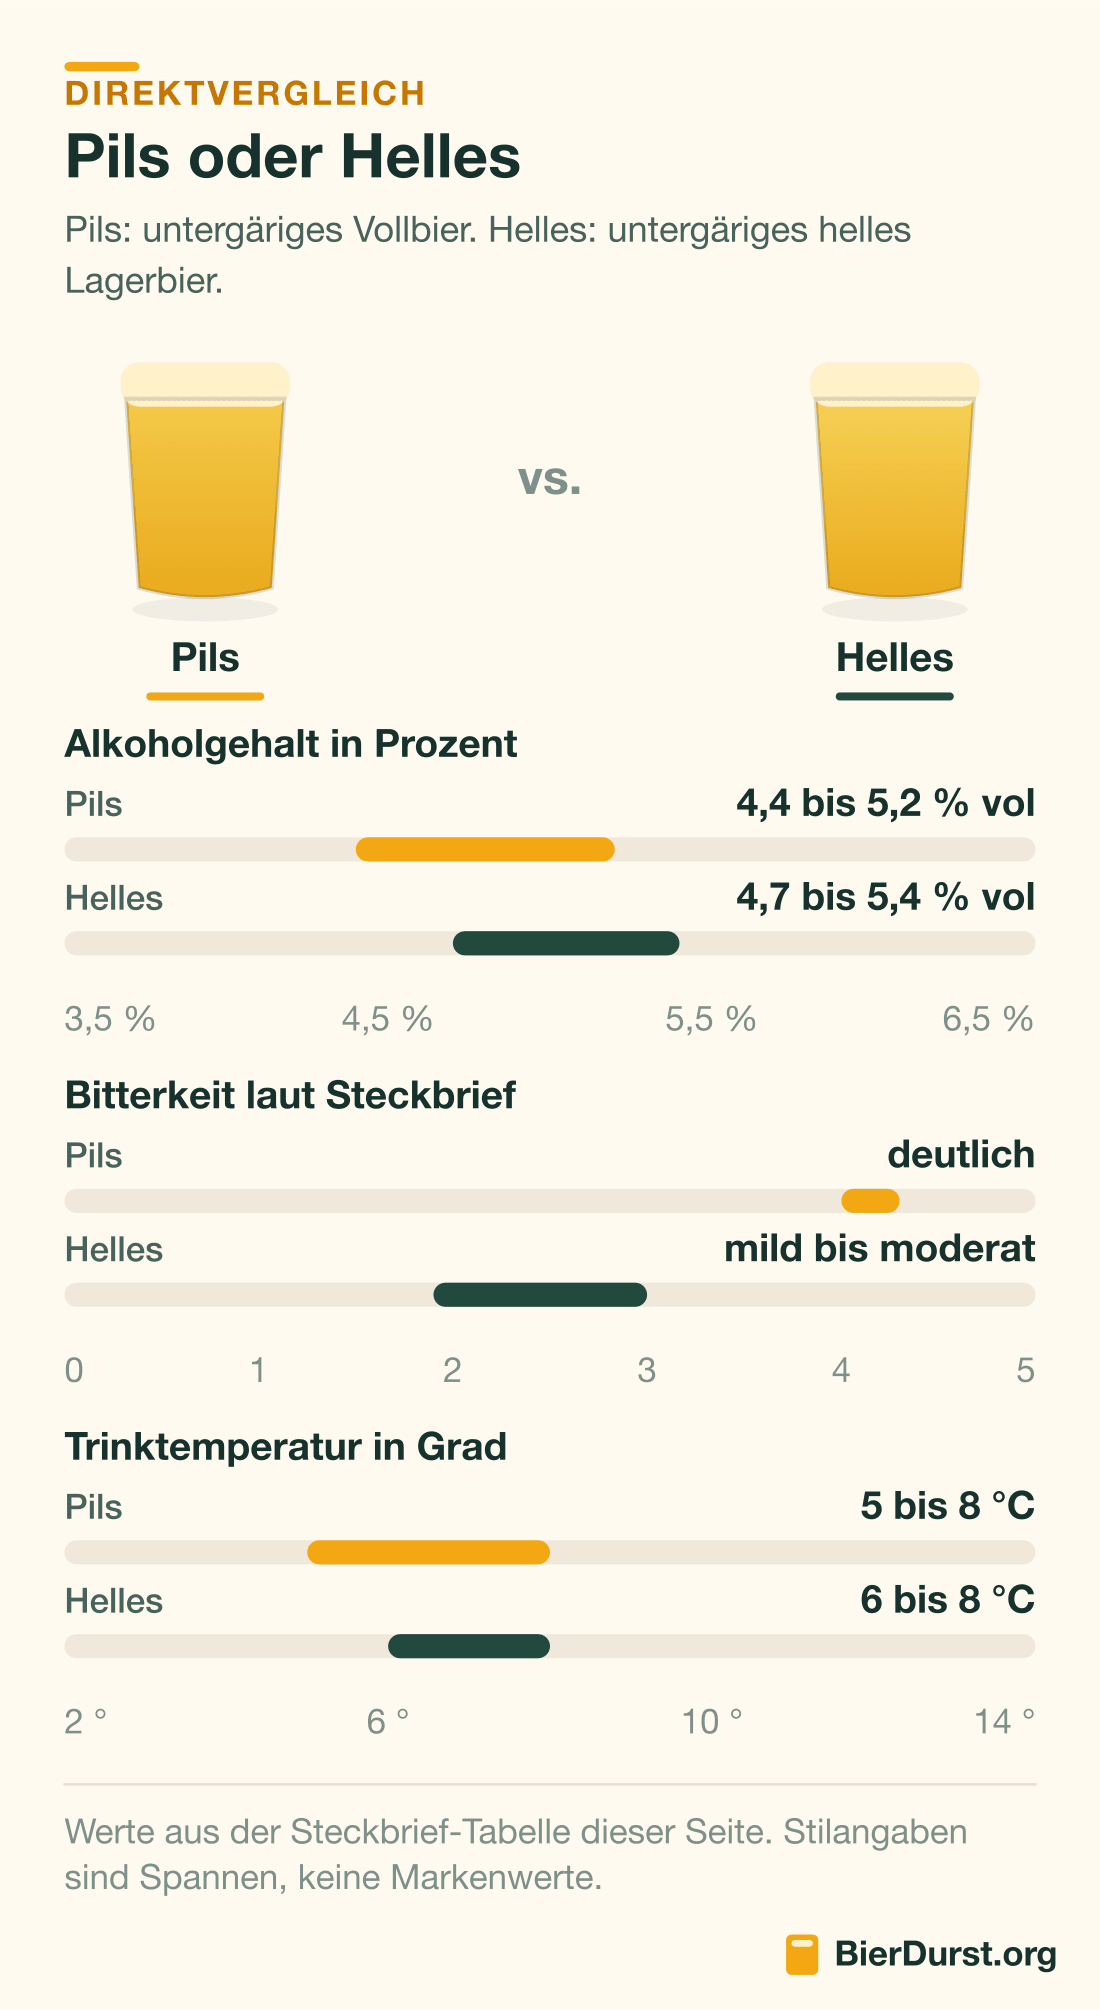 DIREKTVERGLEICH
Pils oder Helles
Pils: untergäriges Vollbier. Helles: untergäriges helles
Lagerbier.
vs.
Pils
Helles
Alkoholgehalt in Prozent
Pils 4,4 bis 5,2 % vol
Helles 4,7 bis 5,4 % vol
3,5 % 4,5 % 5,5 % 6,5 %
Bitterkeit laut Steckbrief
Pils deutlich
Helles mild bis moderat
0 1 2 3 4 5
Trinktemperatur in Grad
Pils 5 bis 8 °C
Helles 6 bis 8 °C
2 ° 6 ° 10 ° 14 °
Werte aus der Steckbrief-Tabelle dieser Seite. Stilangaben
sind Spannen, keine Markenwerte.
BierDurst.org